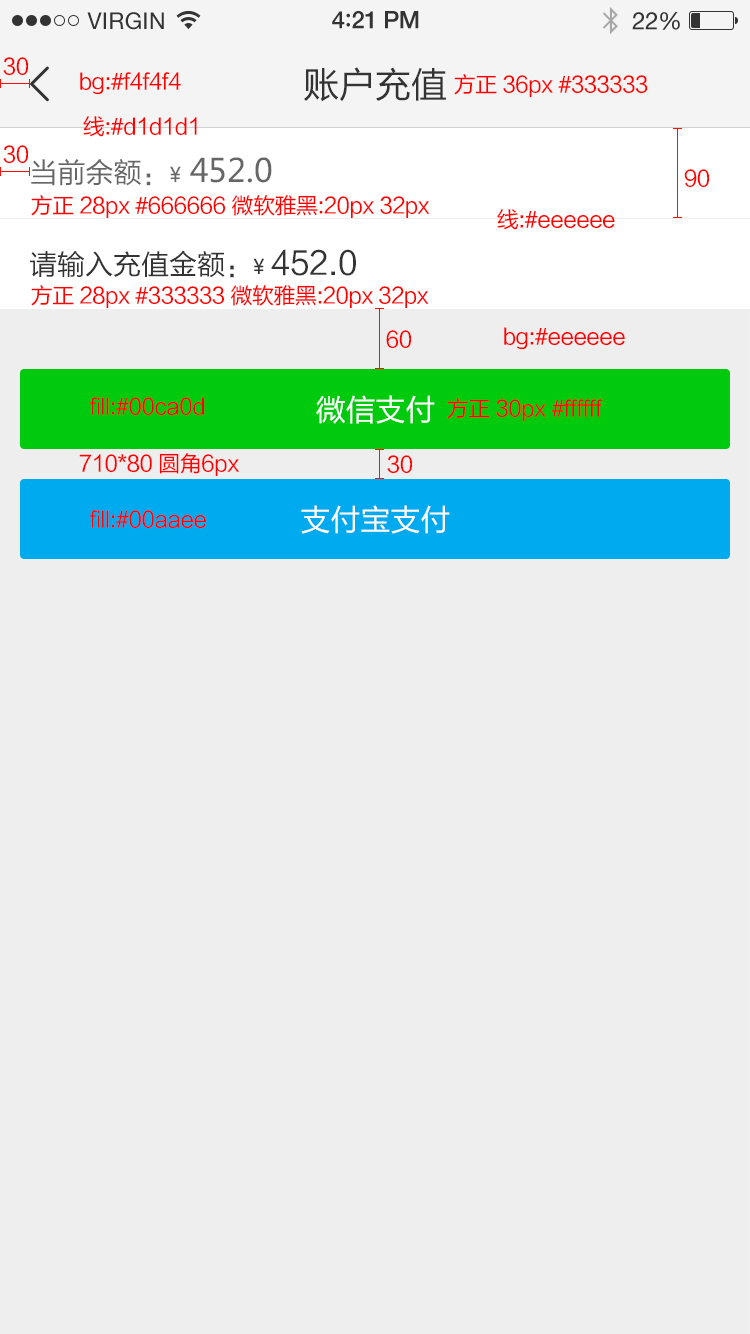 VIRGIN 4:21 PM 22%
30 bg:#f4f4f4 账户充值 方正 36px #333333
线:#d1d1d1
30 当前余额：¥ 452.0 90
方正 28px #666666 微软雅黑:20px 32px
线:#eeeeee
请输入充值金额：¥ 452.0
方正 28px #333333 微软雅黑:20px 32px
60 bg:#eeeeee
fill:#00ca0d 微信支付 方正 30px #ffffff
710*80 圆角6px 30
fill:#00aaee 支付宝支付